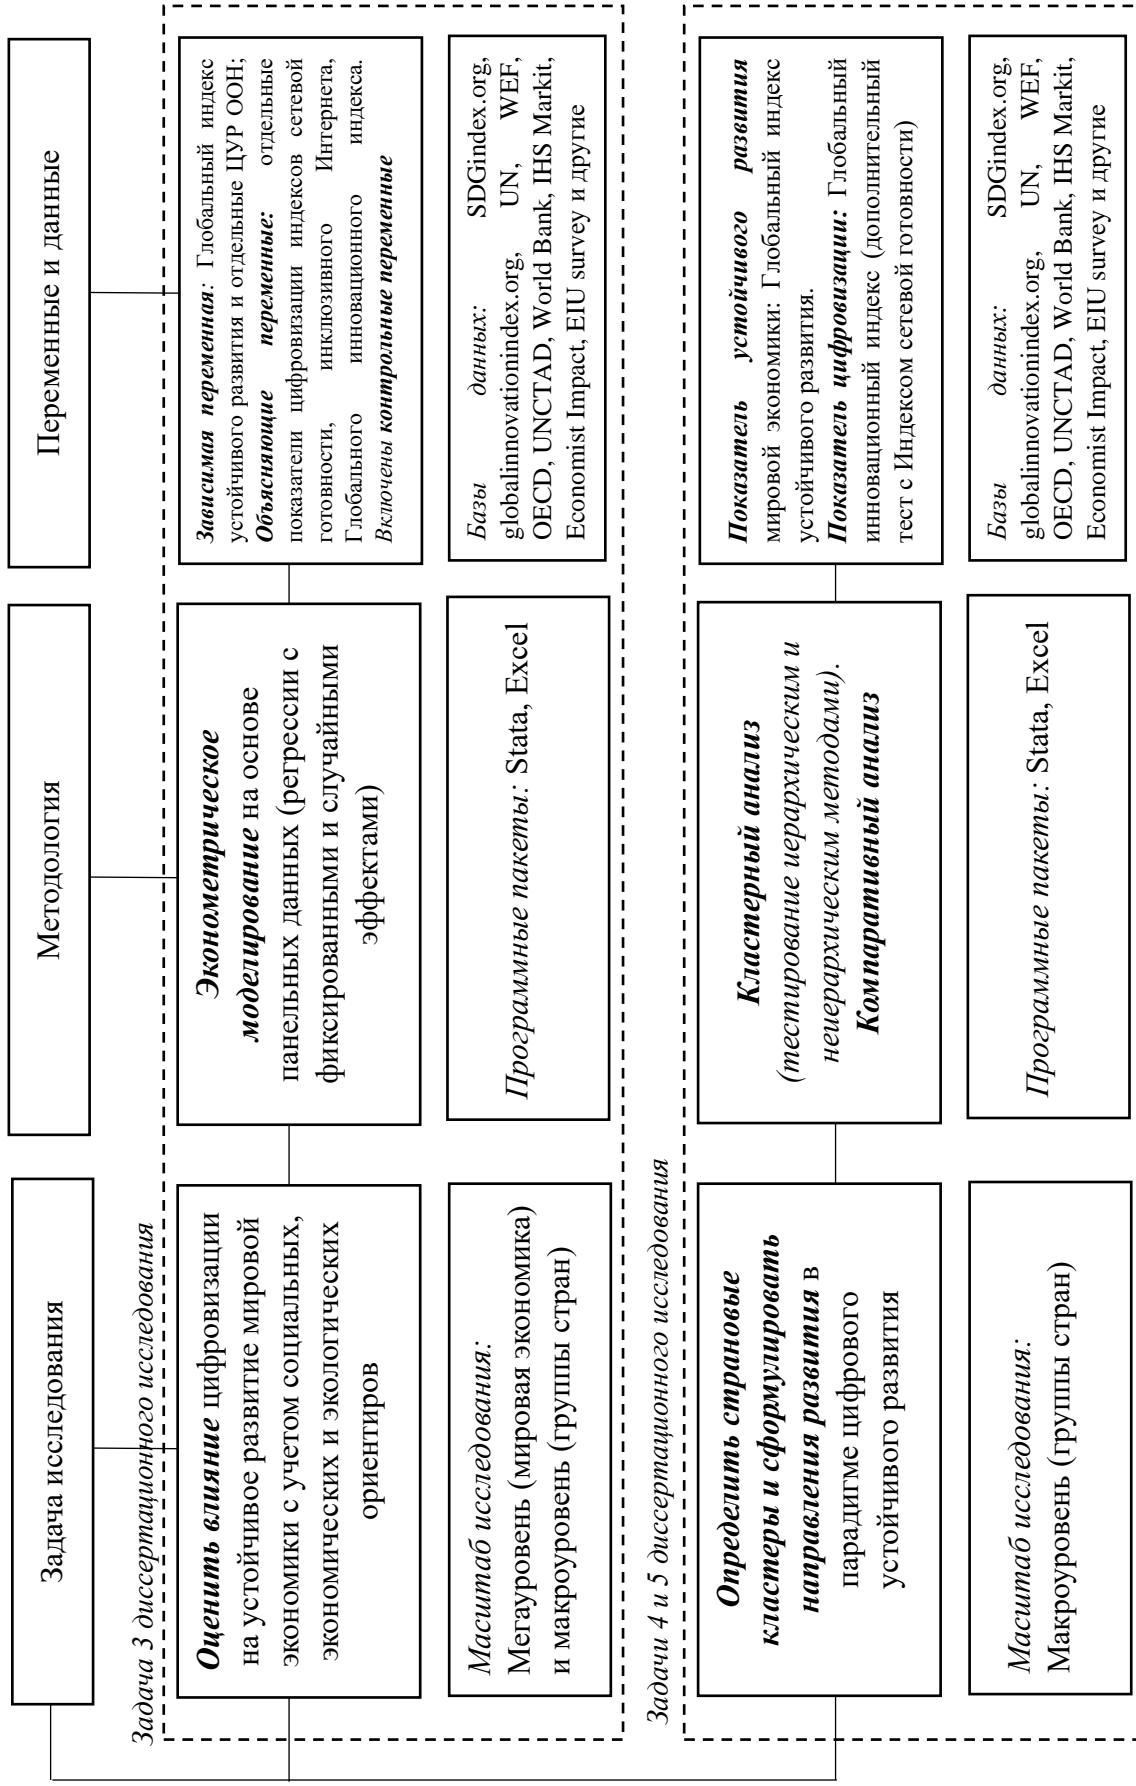 Задача исследования
Методология
Переменные и данные
Задача 3 диссертационного исследования
Оценить влияние цифровизации
на устойчивое развитие мировой
экономики с учетом социальных,
экономических и экологических
ориентиров
Эконометрическое
моделирование на основе
панельных данных (регрессии с
фиксированными и случайными
эффектами)
Зависимая переменная: Глобальный индекс
устойчивого развития и отдельные ЦУР ООН;
Объясняющие переменные: отдельные
показатели цифровизации индексов сетевой
готовности, инклюзивного Интернета,
Глобального инновационного индекса.
Включены контрольные переменные
Масштаб исследования:
Мегауровень (мировая экономика)
и макроуровень (группы стран)
Программные пакеты: Stata, Excel
Базы данных: SDGindex.org,
globalinnovationindex.org, UN, WEF,
OECD, UNCTAD, World Bank, IHS Markit,
Economist Impact, EIU survey и другие
Задачи 4 и 5 диссертационного исследования
Определить страновые
кластеры и сформулировать
направления развития в
парадигме цифрового
устойчивого развития
Кластерный анализ
(тестирование иерархическим и
неиерархическим методами).
Компаративный анализ
Показатель устойчивого развития
мировой экономики: Глобальный индекс
устойчивого развития.
Показатель цифровизации: Глобальный
инновационный индекс (дополнительный
тест с Индексом сетевой готовности)
Масштаб исследования:
Макроуровень (группы стран)
Программные пакеты: Stata, Excel
Базы данных: SDGindex.org,
globalinnovationindex.org, UN, WEF,
OECD, UNCTAD, World Bank, IHS Markit,
Economist Impact, EIU survey и другие